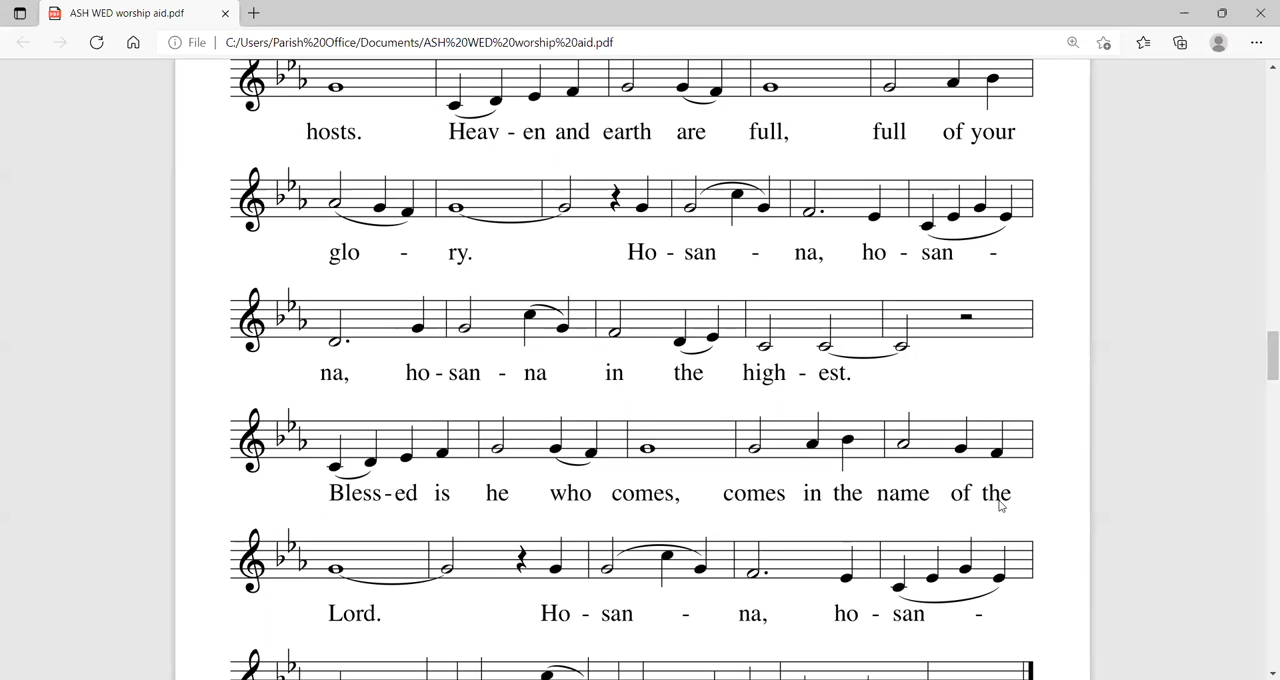 ASH WED worship aid.pdf
File
C:/Users/Parish%20Office/Documents/ASH%20WED%20worship%20aid.pdf
hosts. Heav - en and earth are full, full of your
glo - ry. Ho - san - na, ho - san -
na, ho - san - na in the high - est.
Bless - ed is he who comes, comes in the name of the
Lord. Ho - san - na, ho - san -